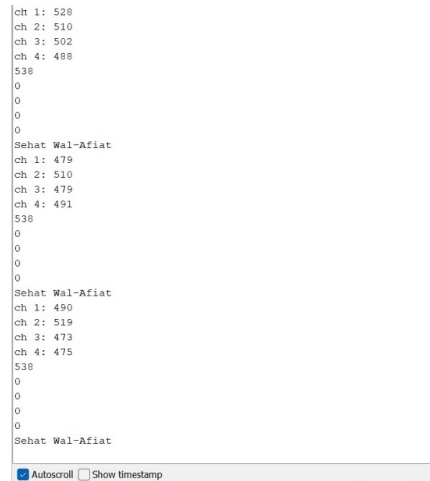 ch 1: 528
ch 2: 510
ch 3: 502
ch 4: 488
538
0
0
0
0
Sehat Wal-Afiat
ch 1: 479
ch 2: 510
ch 3: 479
ch 4: 491
538
0
0
0
0
Sehat Wal-Afiat
ch 1: 490
ch 2: 519
ch 3: 473
ch 4: 475
538
0
0
0
0
Sehat Wal-Afiat
Autoscroll Show timestamp